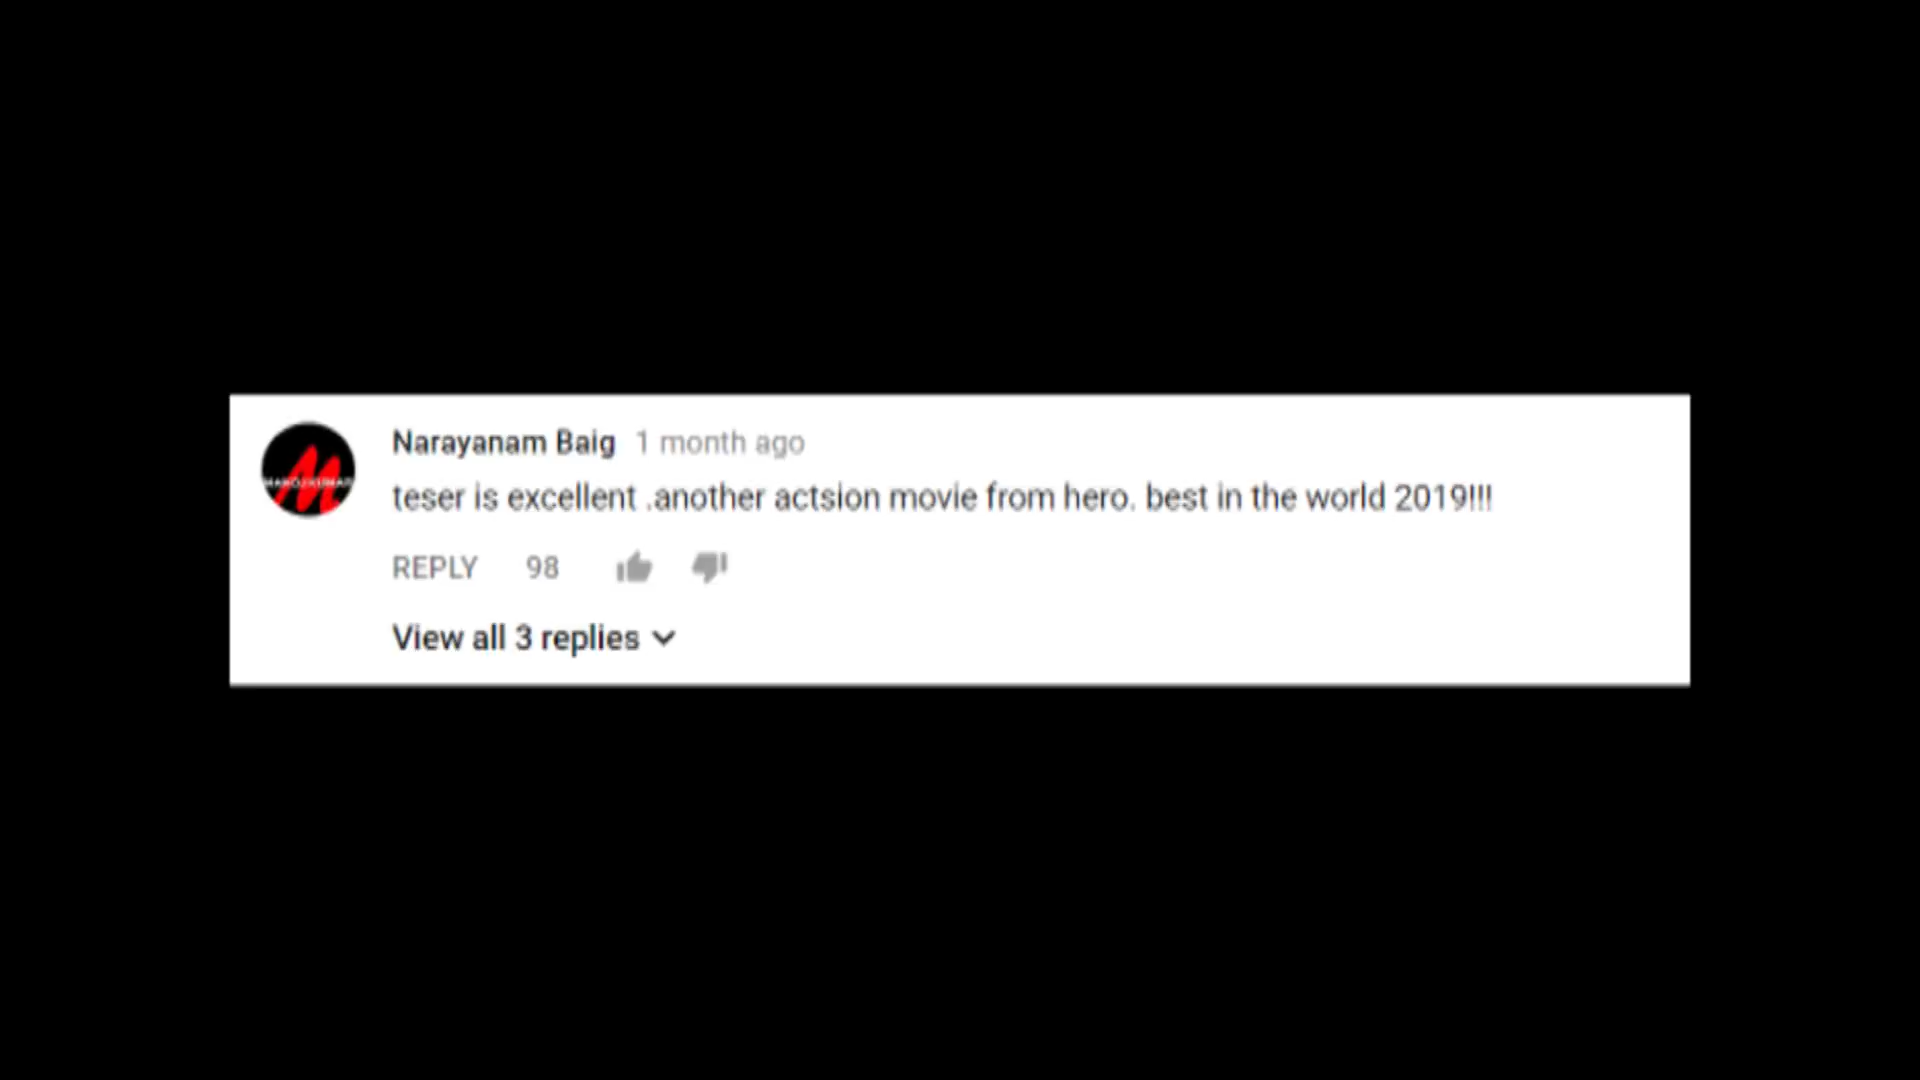 Narayanam Baig 1 month ago
teser is excellent .another actsion movie from hero. best in the world 2019!!!
REPLY 98
View all 3 replies